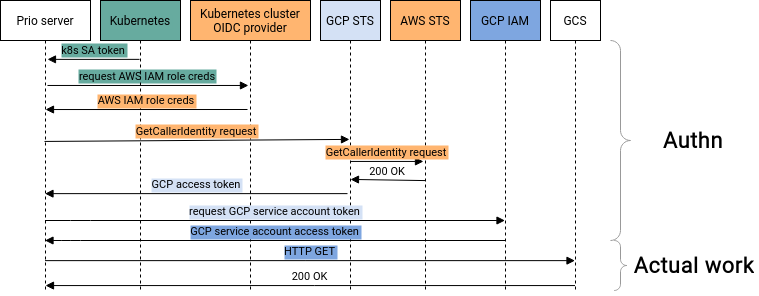 Prio server
Kubernetes
Kubernetes cluster
OIDC provider
GCP STS
AWS STS
GCP IAM
GCS
k8s SA token
request AWS IAM role creds
AWS IAM role creds
GetCallerIdentity request
GetCallerIdentity request
200 OK
GCP access token
request GCP service account token
GCP service account access token
HTTP GET
200 OK
Authn
Actual work